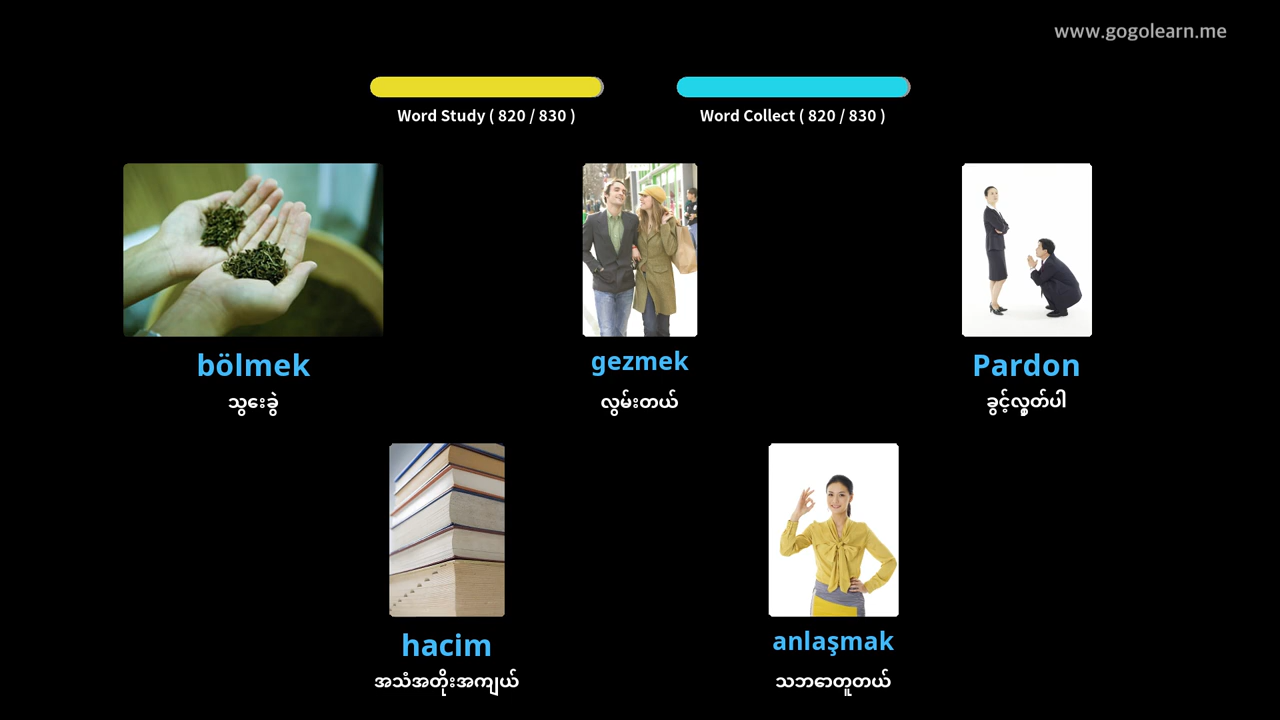 www.gogolearn.me
Word Study ( 820 / 830 )
Word Collect ( 820 / 830 )
bölmek
သွေးခွဲ
gezmek
လွမ်းတယ်
Pardon
ခွင့်လွှတ်ပါ
hacim
အသံအတိုးအကျယ်
anlaşmak
သဘောတူတယ်